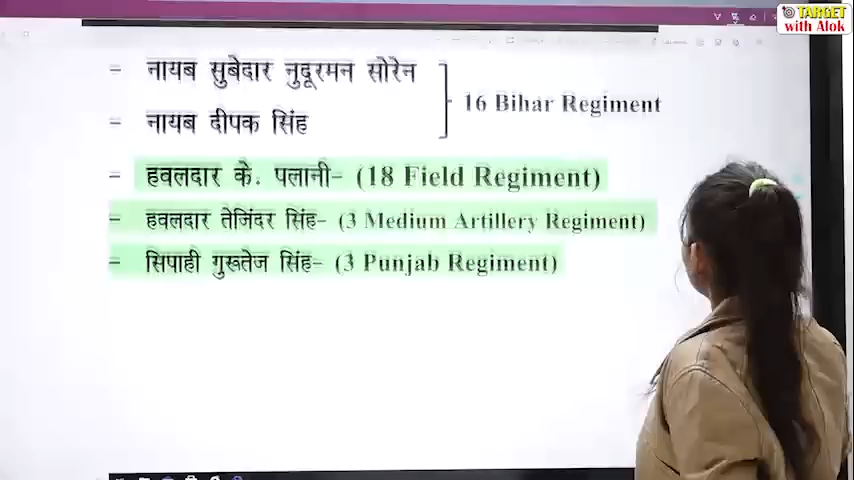 TARGET
with Alok
- नायब सुबेदार नुदूरमन सोरेन
- नायब दीपक सिंह
16 Bihar Regiment
- हवलदार के. पलानी- (18 Field Regiment)
- हवलदार तेजिंदर सिंह- (3 Medium Artillery Regiment)
- सिपाही गुरूतेज सिंह- (3 Punjab Regiment)